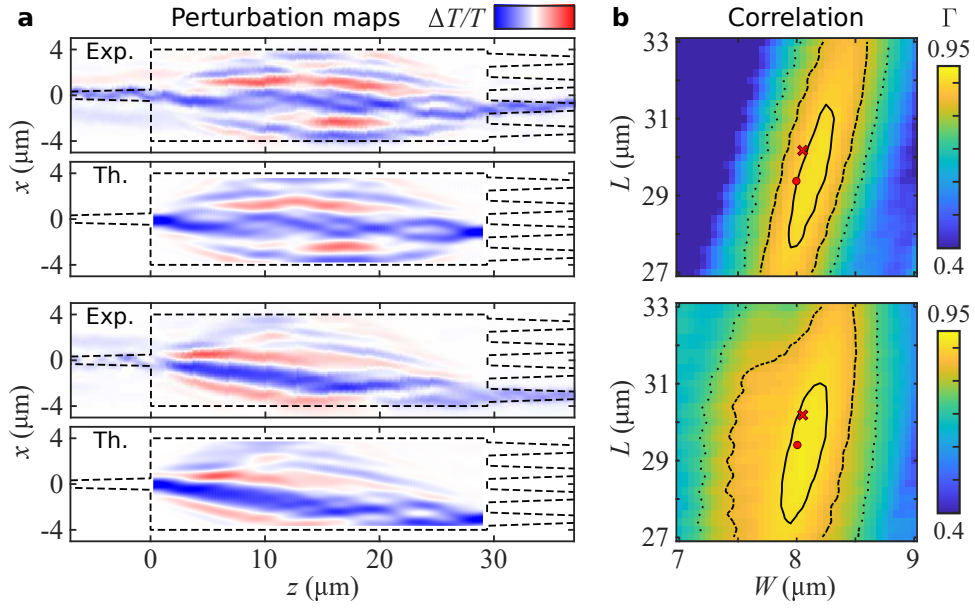 a Perturbation maps ΔT/T
Exp.
4
0
-4
Th.
4
0
-4
x (μm)
Exp.
4
0
-4
Th.
4
0
-4
x (μm)
0 10 20 30
z (μm)
b Correlation Γ
33
31
29
27
L (μm)
0.95
0.4
33
31
29
27
L (μm)
7 8 9
W (μm)
0.95
0.4